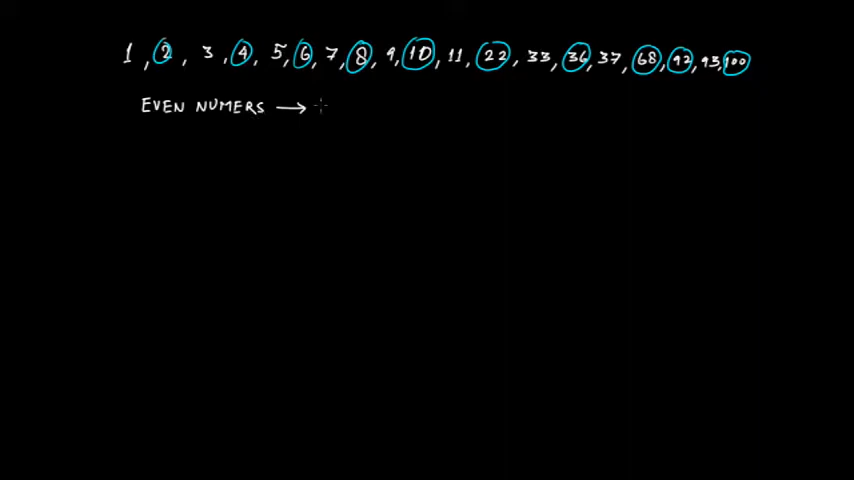 1, 2, 3, 4, 5, 6, 7, 8, 9, 10, 11, 22, 33, 36, 37, 68, 92, 93, 100
EVEN NUMERS →